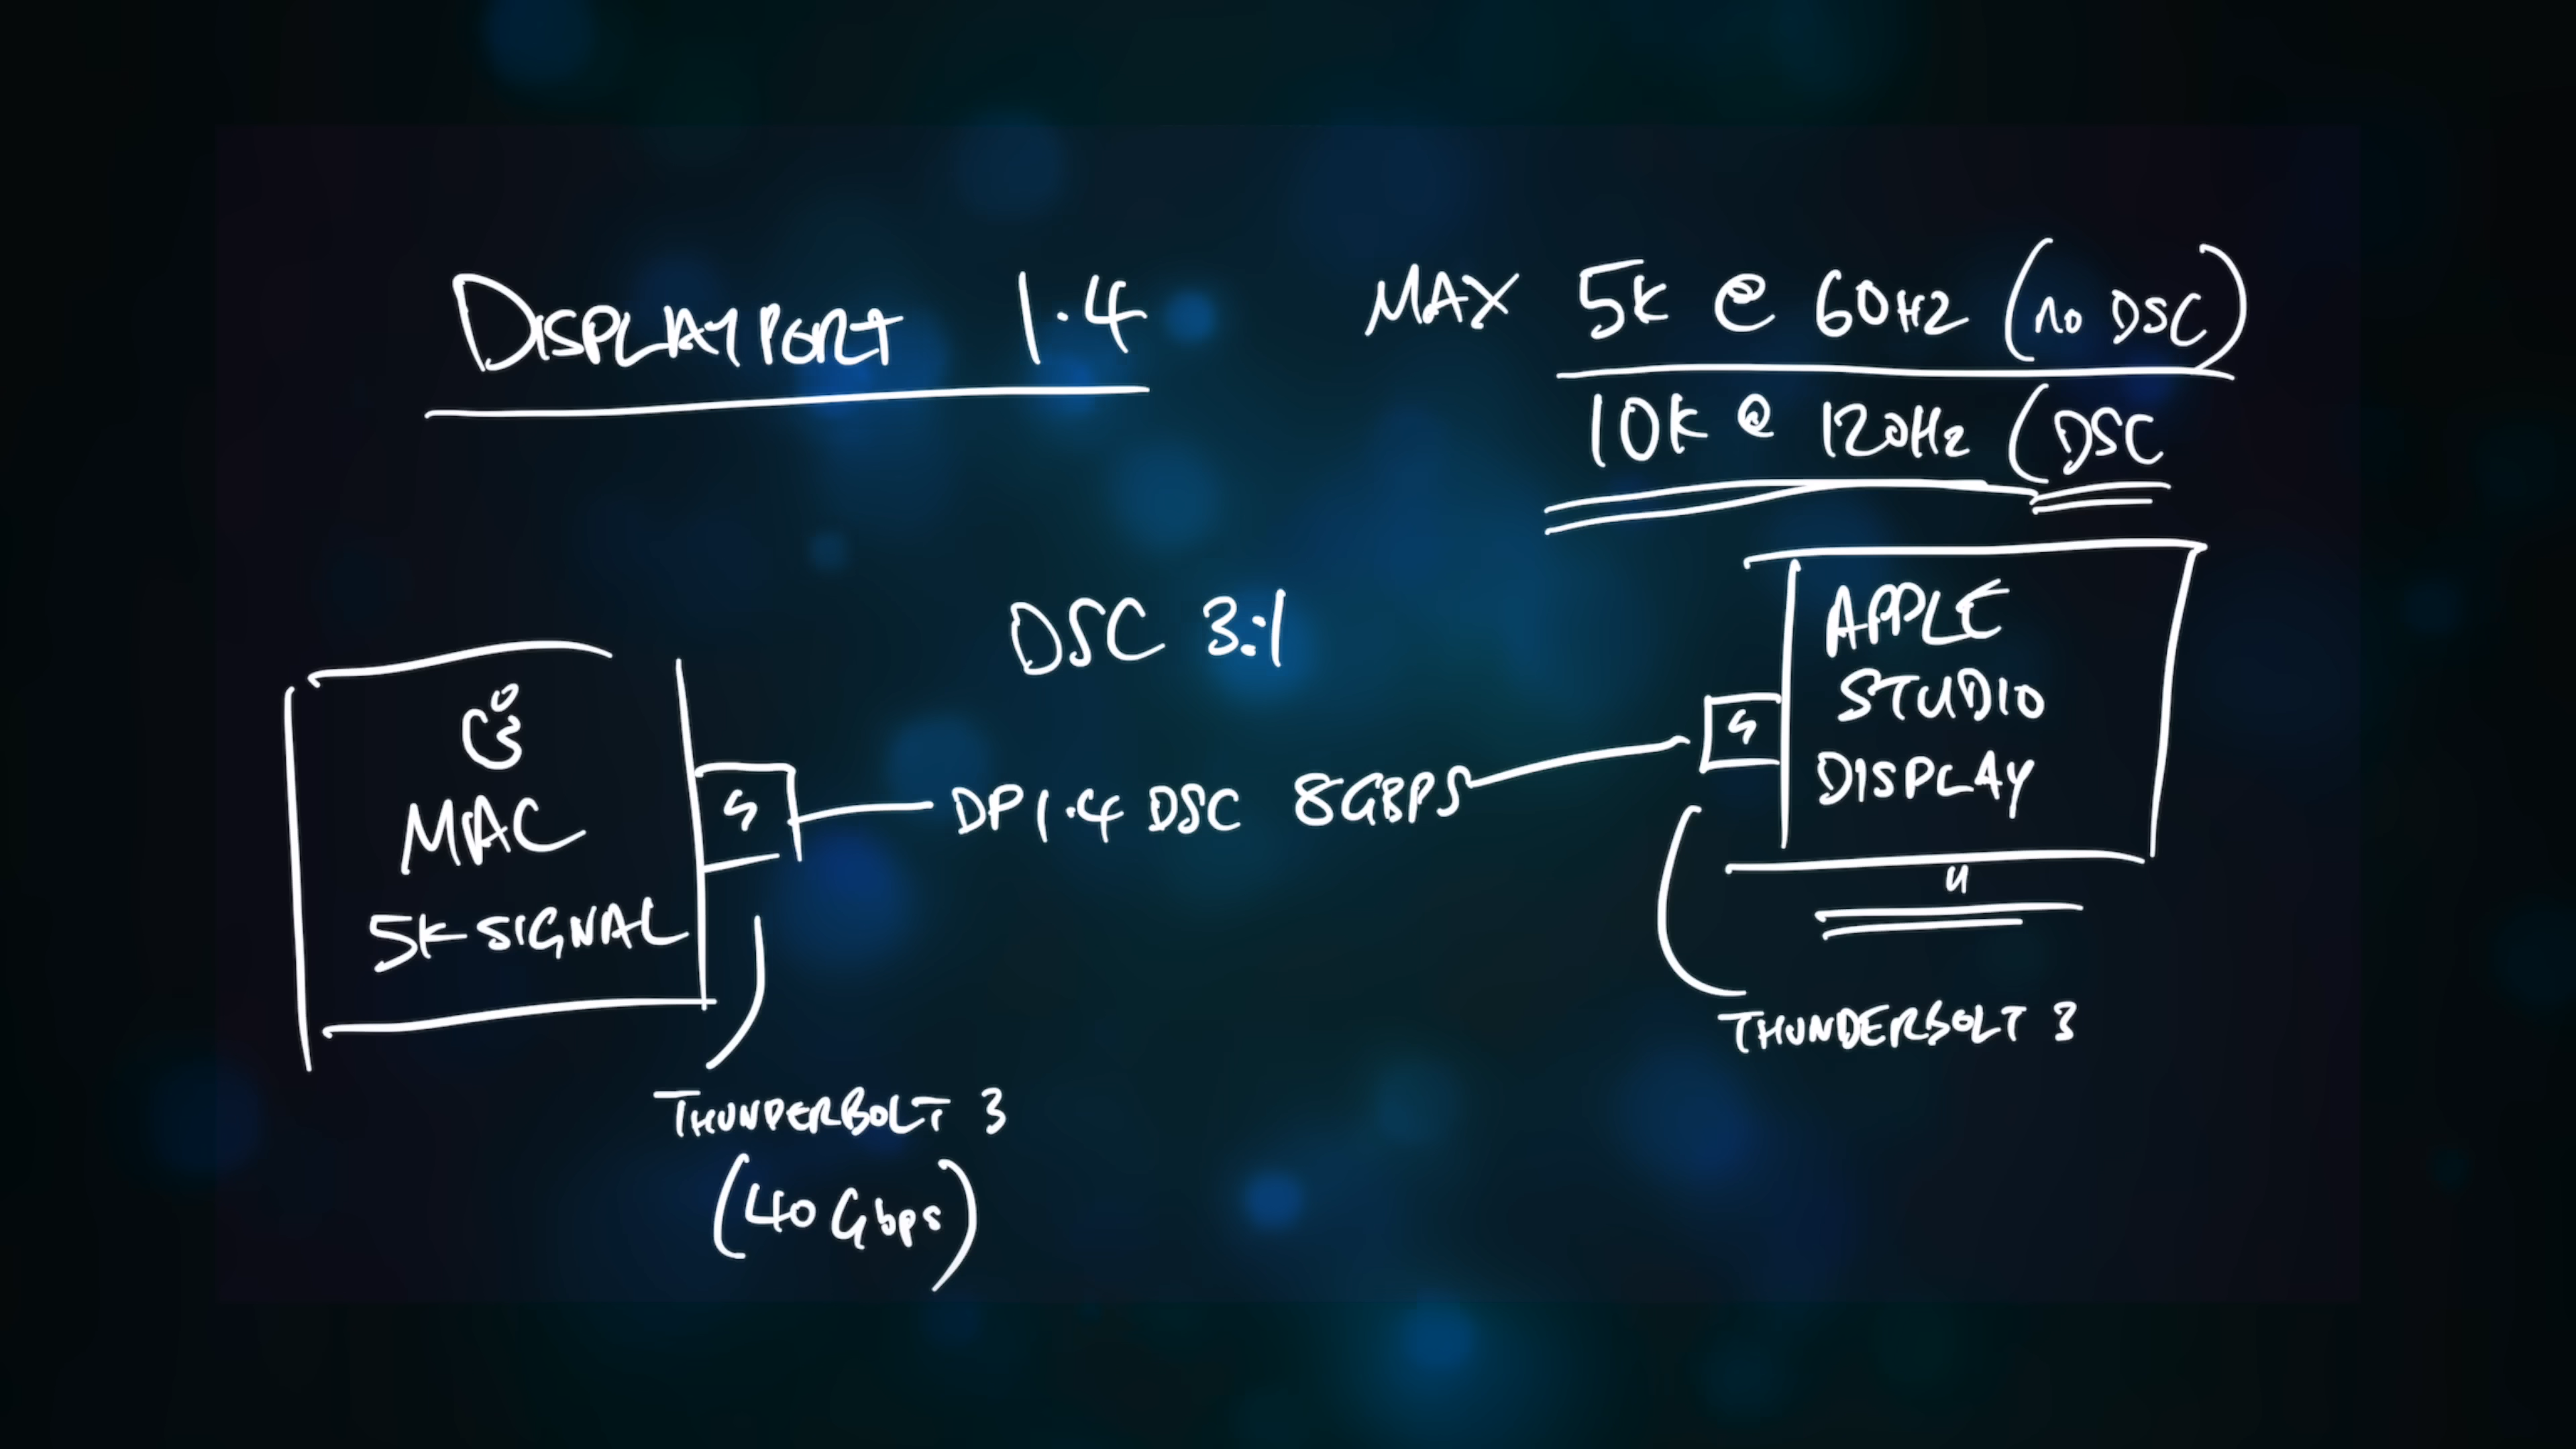 DISPLAYPORT 1.4
MAX 5K @ 60HZ (no DSC)
10K @ 120Hz (DSC
DSC 3:1
MAC
5K SIGNAL
DP1.4 DSC 8GBPS
APPLE
STUDIO
DISPLAY
THUNDERBOLT 3
THUNDERBOLT 3
(40 Gbps)